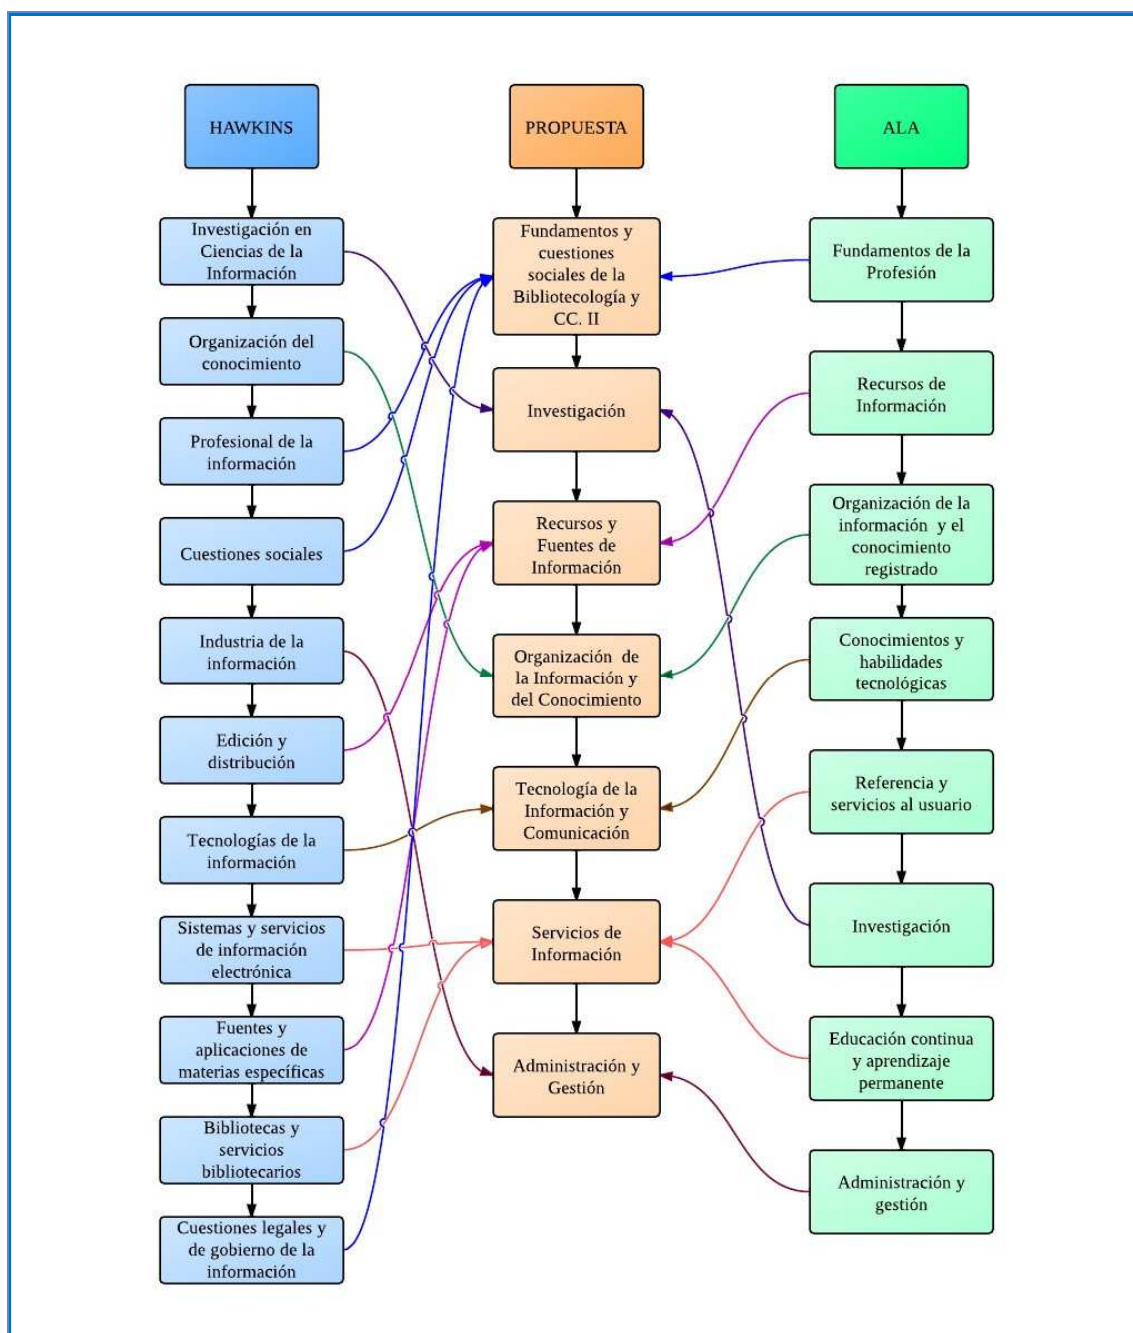 HAWKINS
Investigación en
Ciencias de la
Información
Organización del
conocimiento
Profesional de la
información
Cuestiones sociales
Industria de la
información
Edición y
distribución
Tecnologías de la
información
Sistemas y servicios
de información
electrónica
Fuentes y
aplicaciones de
materias específicas
Bibliotecas y
servicios
bibliotecarios
Cuestiones legales y
de gobierno de la
información
PROPUESTA
Fundamentos y
cuestiones
sociales de la
Bibliotecología y
CC. II
Investigación
Recursos y
Fuentes de
Información
Organización de
la Información y
del Conocimiento
Tecnología de la
Información y
Comunicación
Servicios de
Información
Administración y
Gestión
ALA
Fundamentos de la
Profesión
Recursos de
Información
Organización de la
información y el
conocimiento
registrado
Conocimientos y
habilidades
tecnológicas
Referencia y
servicios al usuario
Investigación
Educación continua
y aprendizaje
permanente
Administración y
gestión